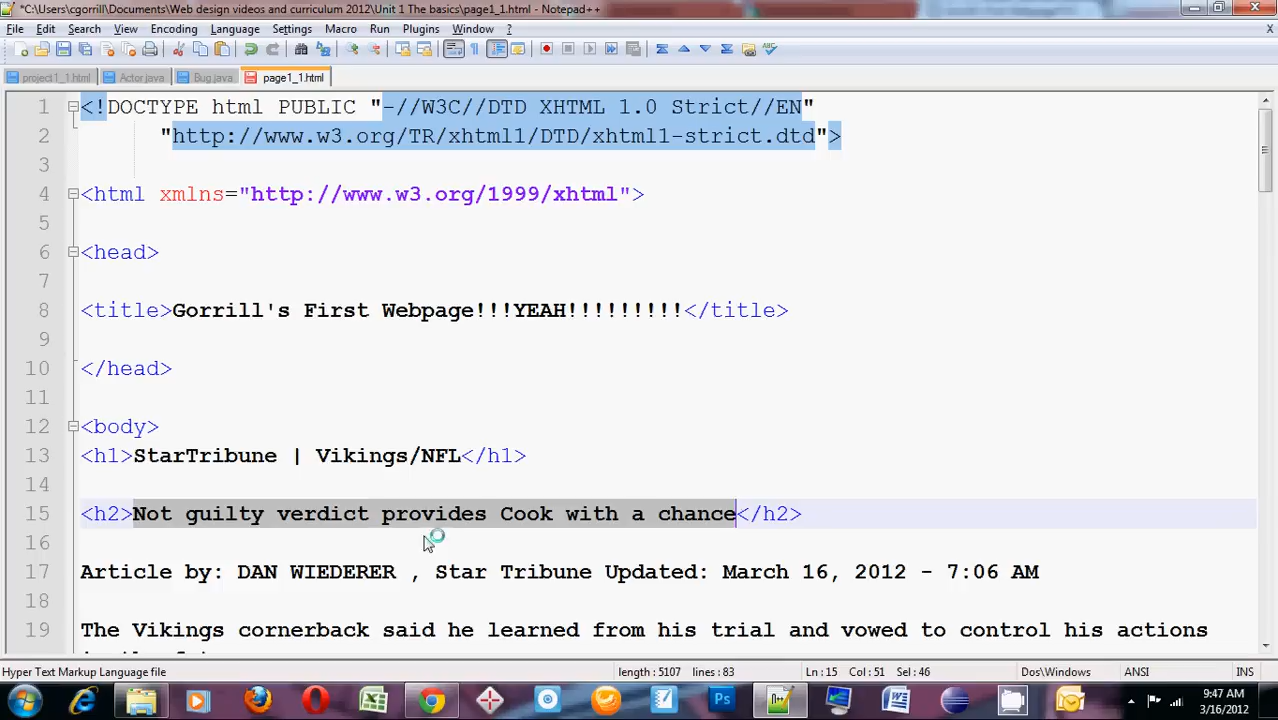 *C:\Users\cgorrill\Documents\Web design videos and curriculum 2012\Unit 1 The basics\page1_1.html - Notepad++
File Edit Search View Encoding Language Settings Macro Run Plugins Window ? X
project1_1.html Actor.java Bug.java page1_1.html
1 <!DOCTYPE html PUBLIC "-//W3C//DTD XHTML 1.0 Strict//EN"
2 "http://www.w3.org/TR/xhtml1/DTD/xhtml1-strict.dtd">
3
4 <html xmlns="http://www.w3.org/1999/xhtml">
5
6 <head>
7
8 <title>Gorrill's First Webpage!!!YEAH!!!!!!!!!</title>
9
10 </head>
11
12 <body>
13 <h1>StarTribune | Vikings/NFL</h1>
14
15 <h2>Not guilty verdict provides Cook with a chance</h2>
16
17 Article by: DAN WIEDERER , Star Tribune Updated: March 16, 2012 - 7:06 AM
18
19 The Vikings cornerback said he learned from his trial and vowed to control his actions
Hyper Text Markup Language file length : 5107 lines : 83 Ln : 15 Col : 51 Sel : 46 Dos\Windows ANSI INS
9:47 AM
3/16/2012